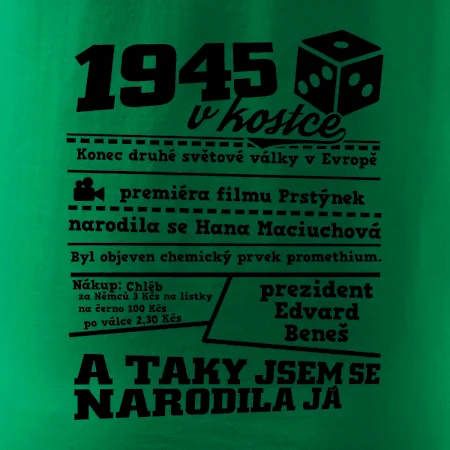 1945
v kostce
Konec druhé světové války v Evropě
premiéra filmu Prstýnek
narodila se Hana Maciuchová
Byl objeven chemický prvek promethium.
Nákup: Chléb
za Němců 3 Kčs na lístky
na černo 100 Kčs
po válce 2,30 Kčs
prezident
Edvard
Beneš
A TAKY JSEM SE
NARODILA JÁ